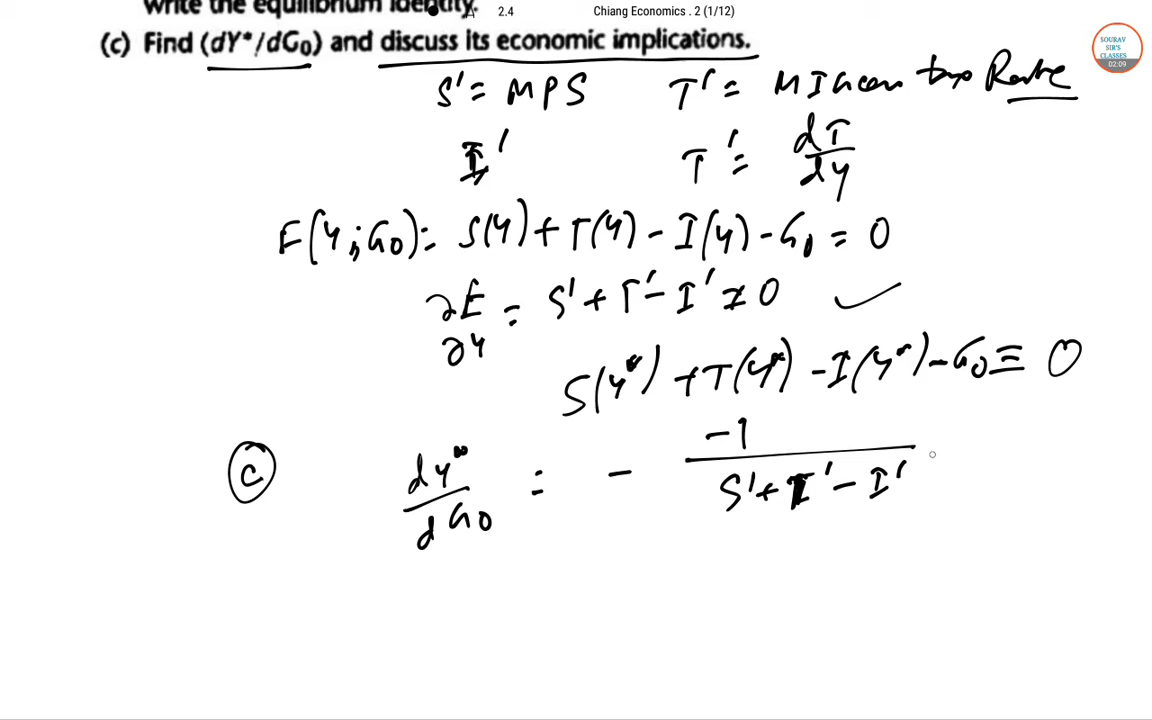 write the equilibrium identity.
2.4 Chiang Economics . 2 (1/12)
(c) Find (dY*/dG₀) and discuss its economic implications.
SOURAV
SIR'S
CLASSES
02:09
S' = MPS T' = tax Rate
I' T' = dT/dy
F(Y; G₀) = S(Y) + T(Y) - I(Y) - G₀ = 0
∂F/∂Y = S' + T' - I' ≠ 0 ✓
S(Y*) + T(Y*) - I(Y*) - G₀ ≡ 0
(c) dY*/dG₀ = - -1/(S' + I' - I')